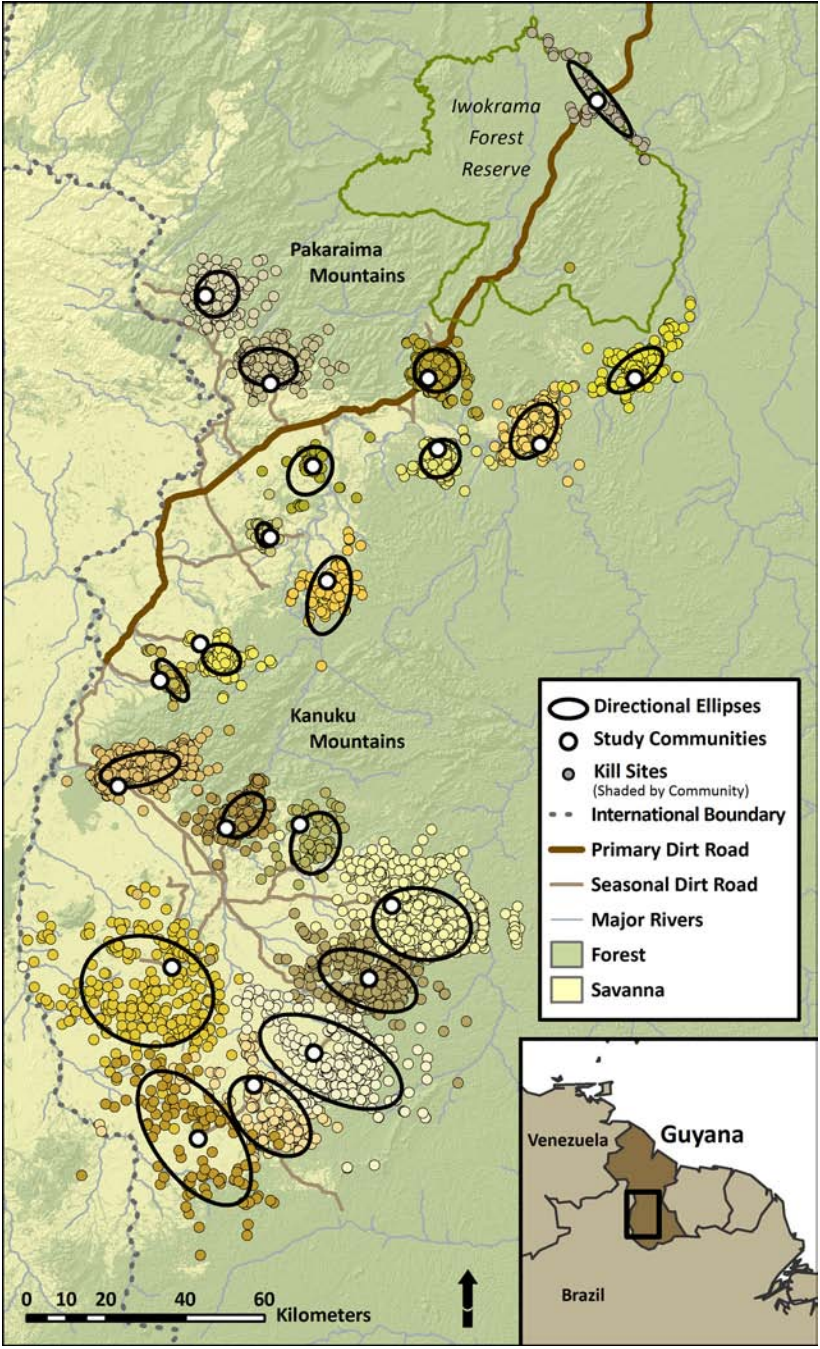 Iwokrama
Forest
Reserve
Pakaraima
Mountains
Kanuku
Mountains
Directional Ellipses
Study Communities
Kill Sites
(Shaded by Community)
International Boundary
Primary Dirt Road
Seasonal Dirt Road
Major Rivers
Forest
Savanna
Venezuela
Guyana
Brazil
0 20 40 60
Kilometers